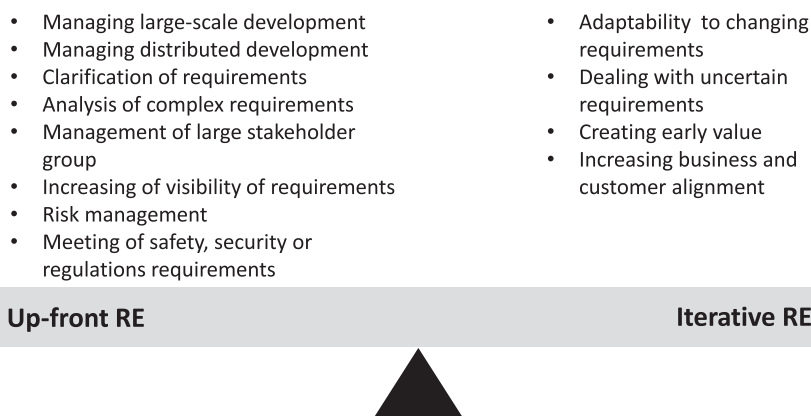 • Managing large-scale development
• Managing distributed development
• Clarification of requirements
• Analysis of complex requirements
• Management of large stakeholder
group
• Increasing of visibility of requirements
• Risk management
• Meeting of safety, security or
regulations requirements
• Adaptability to changing
requirements
• Dealing with uncertain
requirements
• Creating early value
• Increasing business and
customer alignment
Up-front RE
Iterative RE